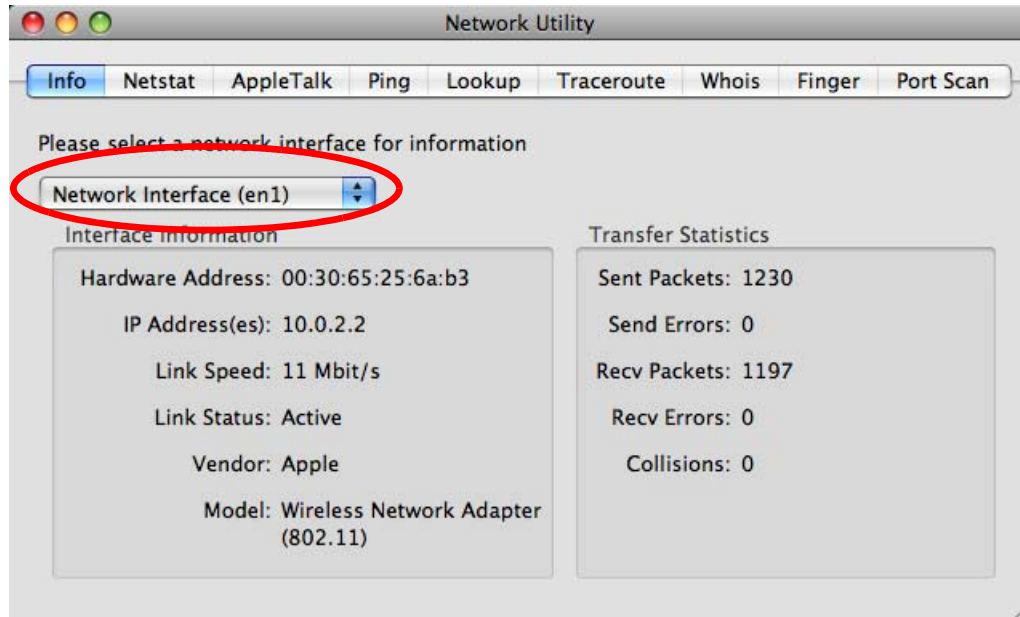 Network Utility
Info Netstat AppleTalk Ping Lookup Traceroute Whois Finger Port Scan
Please select a network interface for information
Network Interface (en1)
Interface Information
Hardware Address: 00:30:65:25:6a:b3
IP Address(es): 10.0.2.2
Link Speed: 11 Mbit/s
Link Status: Active
Vendor: Apple
Model: Wireless Network Adapter
(802.11)
Transfer Statistics
Sent Packets: 1230
Send Errors: 0
Recv Packets: 1197
Recv Errors: 0
Collisions: 0